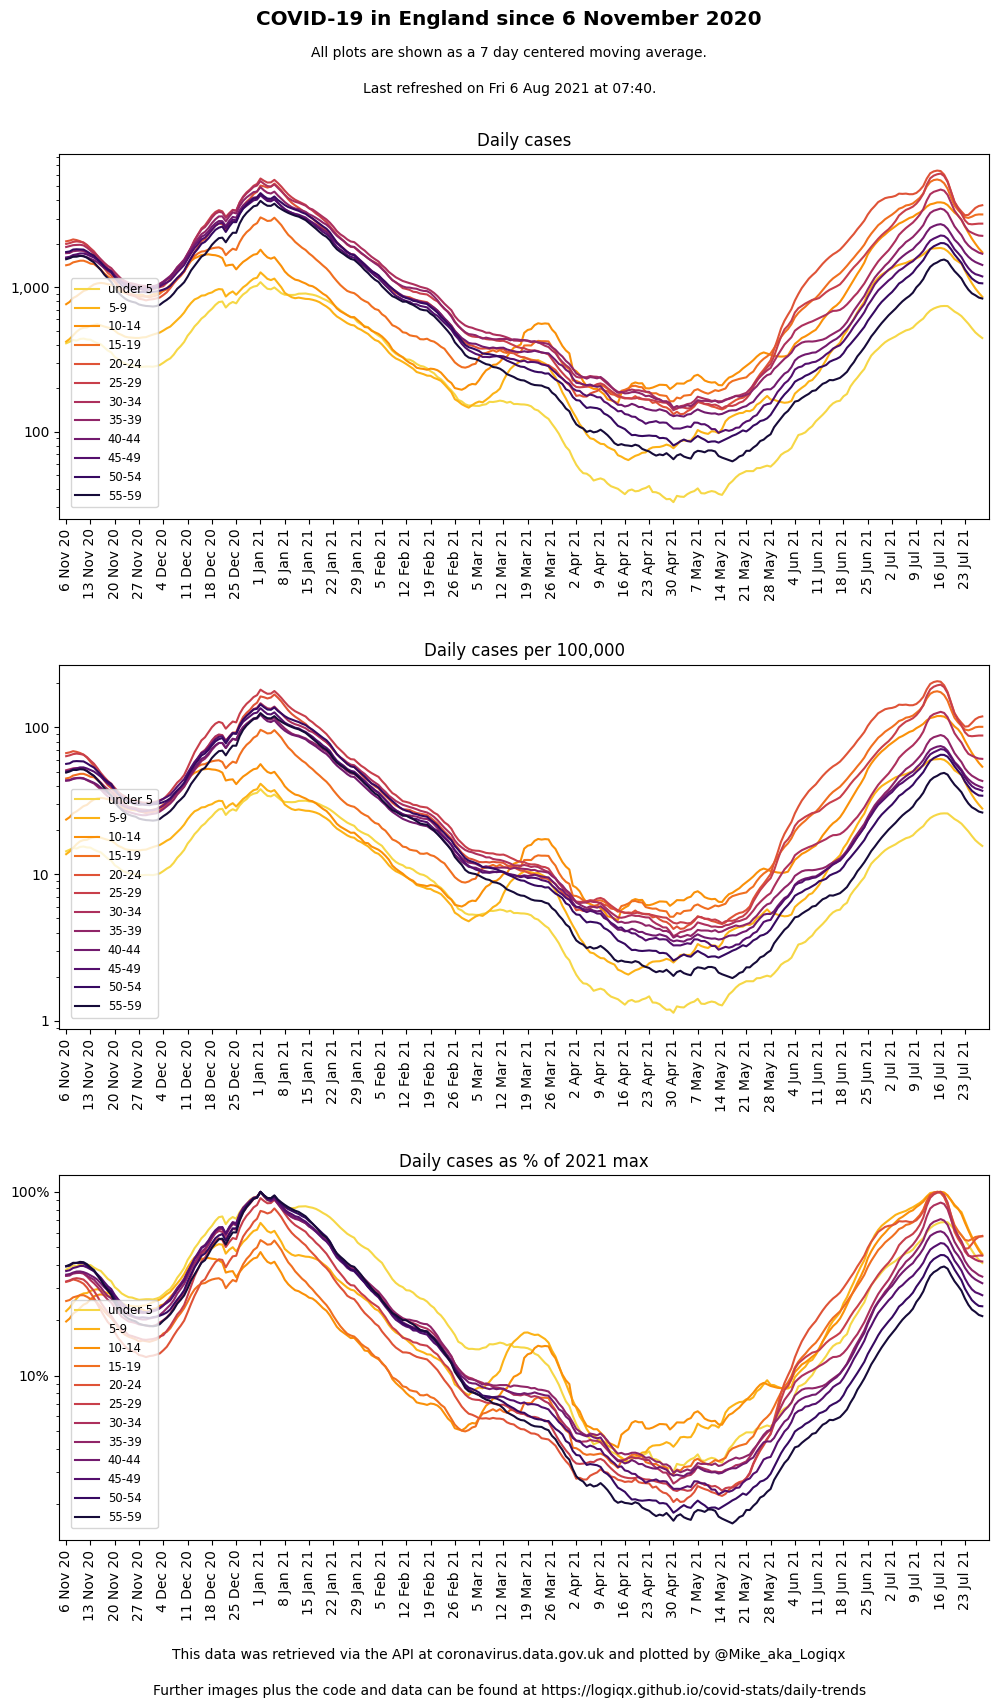 COVID-19 in England since 6 November 2020
All plots are shown as a 7 day centered moving average.
Last refreshed on Fri 6 Aug 2021 at 07:40.
Daily cases
1,000
100
under 5
5-9
10-14
15-19
20-24
25-29
30-34
35-39
40-44
45-49
50-54
55-59
6 Nov 20
13 Nov 20
20 Nov 20
27 Nov 20
4 Dec 20
11 Dec 20
18 Dec 20
25 Dec 20
1 Jan 21
8 Jan 21
15 Jan 21
22 Jan 21
29 Jan 21
5 Feb 21
12 Feb 21
19 Feb 21
26 Feb 21
5 Mar 21
12 Mar 21
19 Mar 21
26 Mar 21
2 Apr 21
9 Apr 21
16 Apr 21
23 Apr 21
30 Apr 21
7 May 21
14 May 21
21 May 21
28 May 21
4 Jun 21
11 Jun 21
18 Jun 21
25 Jun 21
2 Jul 21
9 Jul 21
16 Jul 21
23 Jul 21
Daily cases per 100,000
100
10
1
under 5
5-9
10-14
15-19
20-24
25-29
30-34
35-39
40-44
45-49
50-54
55-59
6 Nov 20
13 Nov 20
20 Nov 20
27 Nov 20
4 Dec 20
11 Dec 20
18 Dec 20
25 Dec 20
1 Jan 21
8 Jan 21
15 Jan 21
22 Jan 21
29 Jan 21
5 Feb 21
12 Feb 21
19 Feb 21
26 Feb 21
5 Mar 21
12 Mar 21
19 Mar 21
26 Mar 21
2 Apr 21
9 Apr 21
16 Apr 21
23 Apr 21
30 Apr 21
7 May 21
14 May 21
21 May 21
28 May 21
4 Jun 21
11 Jun 21
18 Jun 21
25 Jun 21
2 Jul 21
9 Jul 21
16 Jul 21
23 Jul 21
Daily cases as % of 2021 max
100%
10%
under 5
5-9
10-14
15-19
20-24
25-29
30-34
35-39
40-44
45-49
50-54
55-59
6 Nov 20
13 Nov 20
20 Nov 20
27 Nov 20
4 Dec 20
11 Dec 20
18 Dec 20
25 Dec 20
1 Jan 21
8 Jan 21
15 Jan 21
22 Jan 21
29 Jan 21
5 Feb 21
12 Feb 21
19 Feb 21
26 Feb 21
5 Mar 21
12 Mar 21
19 Mar 21
26 Mar 21
2 Apr 21
9 Apr 21
16 Apr 21
23 Apr 21
30 Apr 21
7 May 21
14 May 21
21 May 21
28 May 21
4 Jun 21
11 Jun 21
18 Jun 21
25 Jun 21
2 Jul 21
9 Jul 21
16 Jul 21
23 Jul 21
This data was retrieved via the API at coronavirus.data.gov.uk and plotted by @Mike_aka_Logiqx
Further images plus the code and data can be found at https://logiqx.github.io/covid-stats/daily-trends